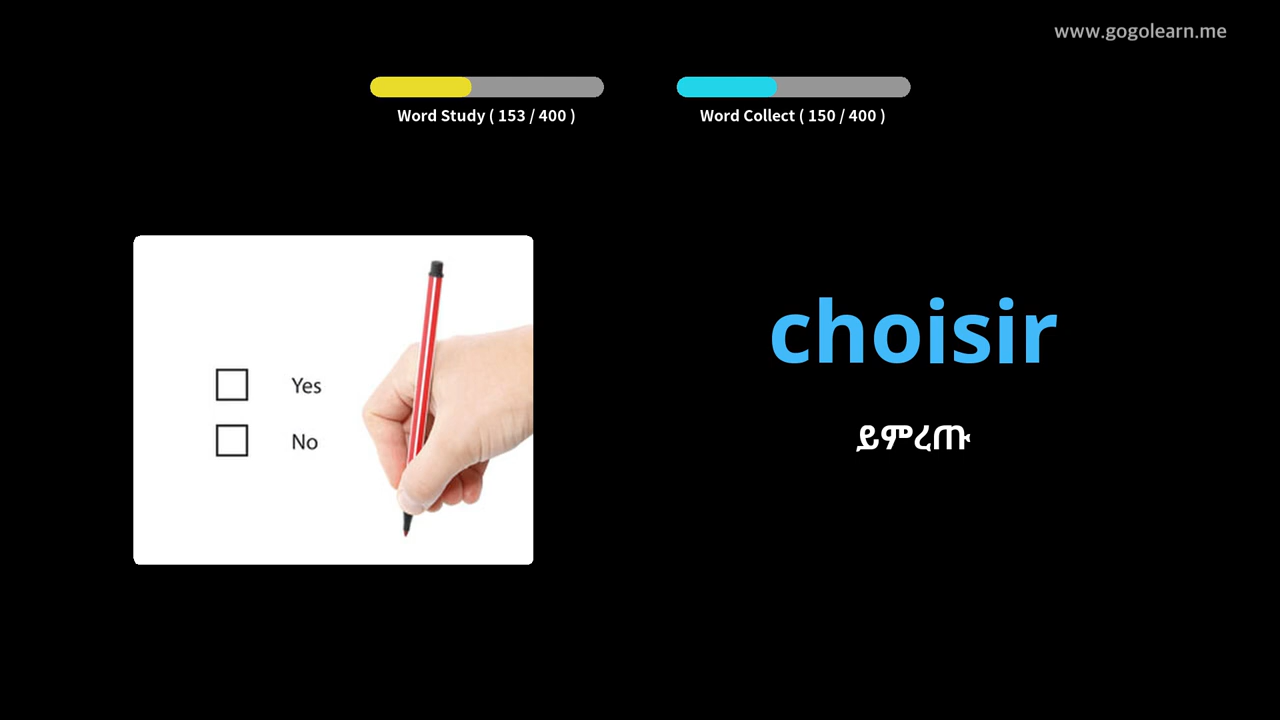 www.gogolearn.me
Word Study ( 153 / 400 )
Word Collect ( 150 / 400 )
Yes
No
choisir
ይምረጡ